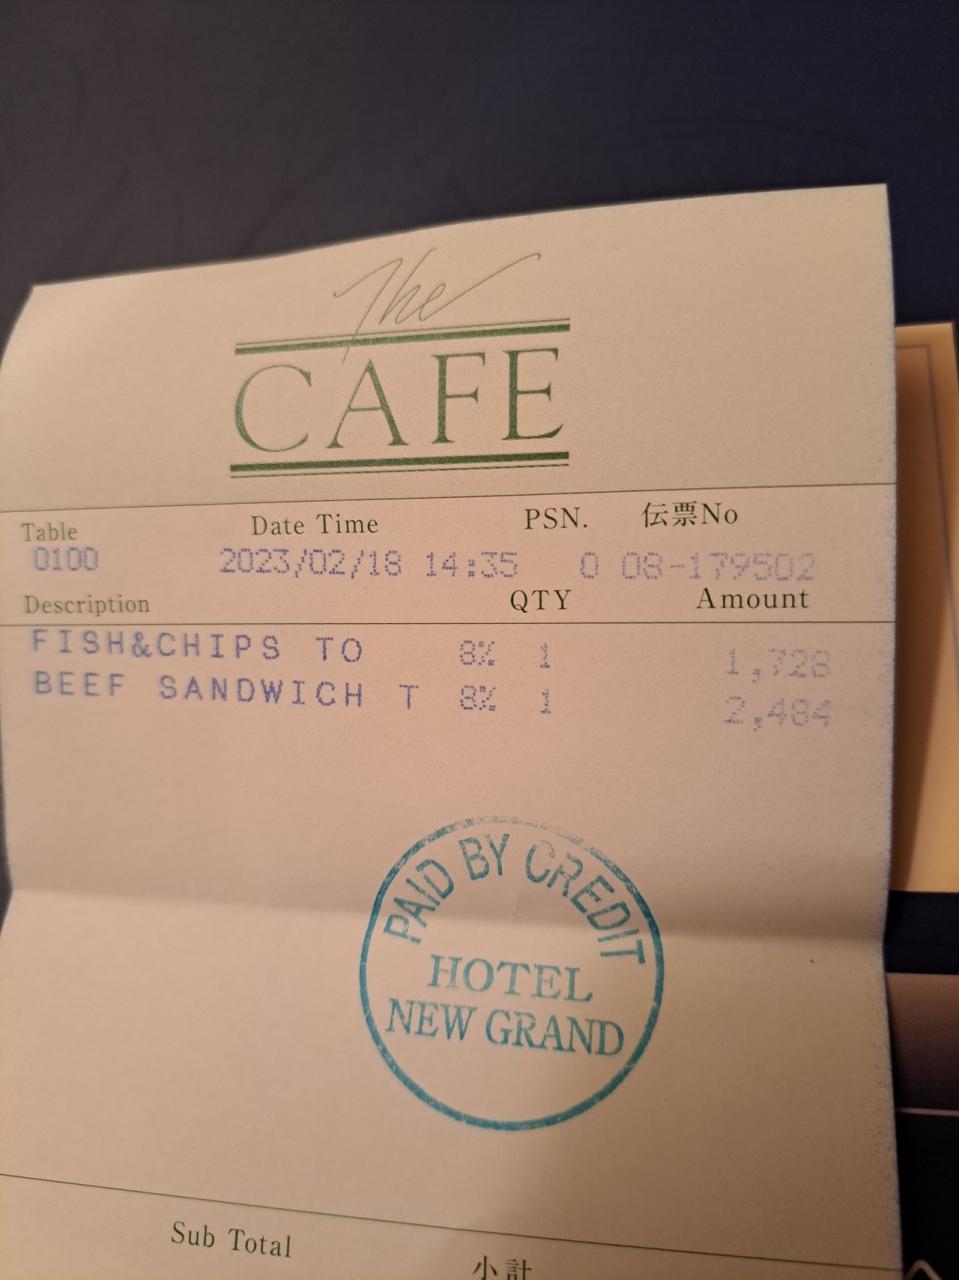 The
CAFE
Table Date Time PSN. 伝票No
0100 2023/02/18 14:35 0 08-179502
Description QTY Amount
FISH&CHIPS TO 8% 1 1,728
BEEF SANDWICH T 8% 1 2,484
PAID BY CREDIT
HOTEL
NEW GRAND
Sub Total 小計